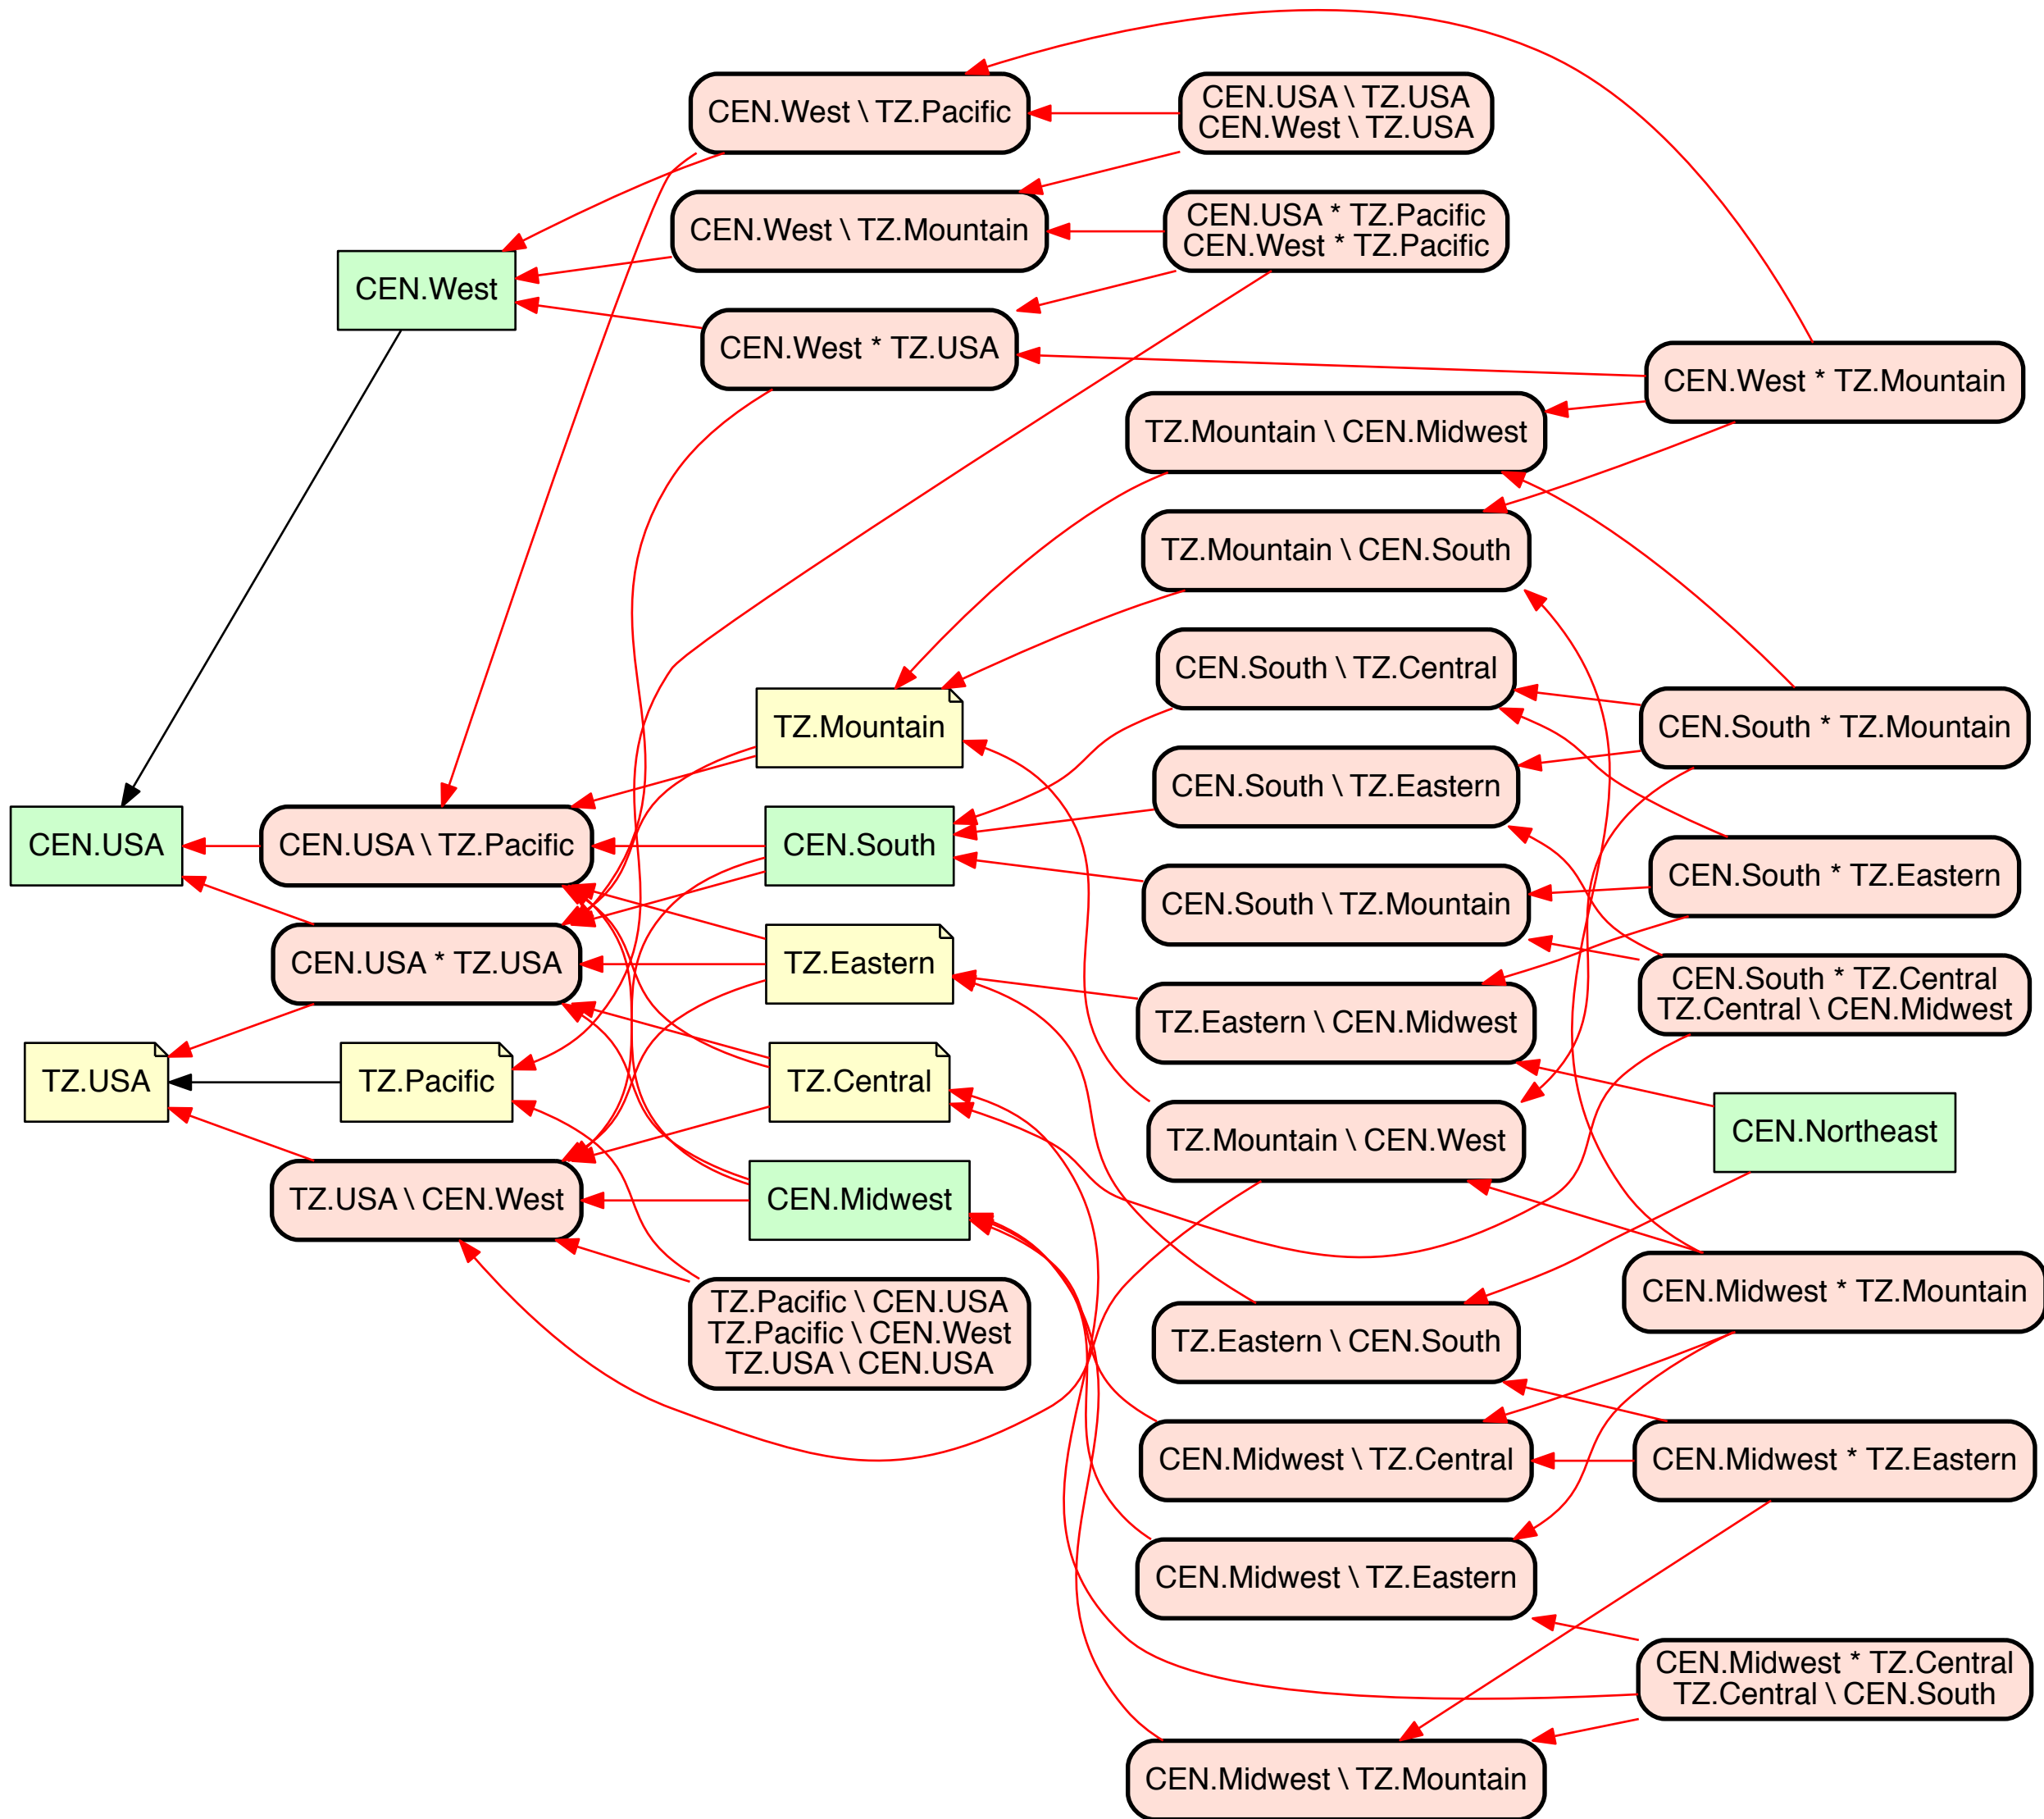 CEN.West \ TZ.Pacific
CEN.USA \ TZ.USA
CEN.West \ TZ.USA
CEN.West \ TZ.Mountain
CEN.USA * TZ.Pacific
CEN.West * TZ.Pacific
CEN.West
CEN.West * TZ.USA
CEN.West * TZ.Mountain
TZ.Mountain \ CEN.Midwest
TZ.Mountain \ CEN.South
CEN.South \ TZ.Central
TZ.Mountain
CEN.South * TZ.Mountain
CEN.South \ TZ.Eastern
CEN.USA
CEN.USA \ TZ.Pacific
CEN.South
CEN.South * TZ.Eastern
CEN.South \ TZ.Mountain
CEN.USA * TZ.USA
TZ.Eastern
CEN.South * TZ.Central
TZ.Central \ CEN.Midwest
TZ.Eastern \ CEN.Midwest
TZ.USA
TZ.Pacific
TZ.Central
CEN.Northeast
TZ.Mountain \ CEN.West
TZ.USA \ CEN.West
CEN.Midwest
CEN.Midwest * TZ.Mountain
TZ.Pacific \ CEN.USA
TZ.Pacific \ CEN.West
TZ.USA \ CEN.USA
TZ.Eastern \ CEN.South
CEN.Midwest \ TZ.Central
CEN.Midwest * TZ.Eastern
CEN.Midwest \ TZ.Eastern
CEN.Midwest * TZ.Central
TZ.Central \ CEN.South
CEN.Midwest \ TZ.Mountain